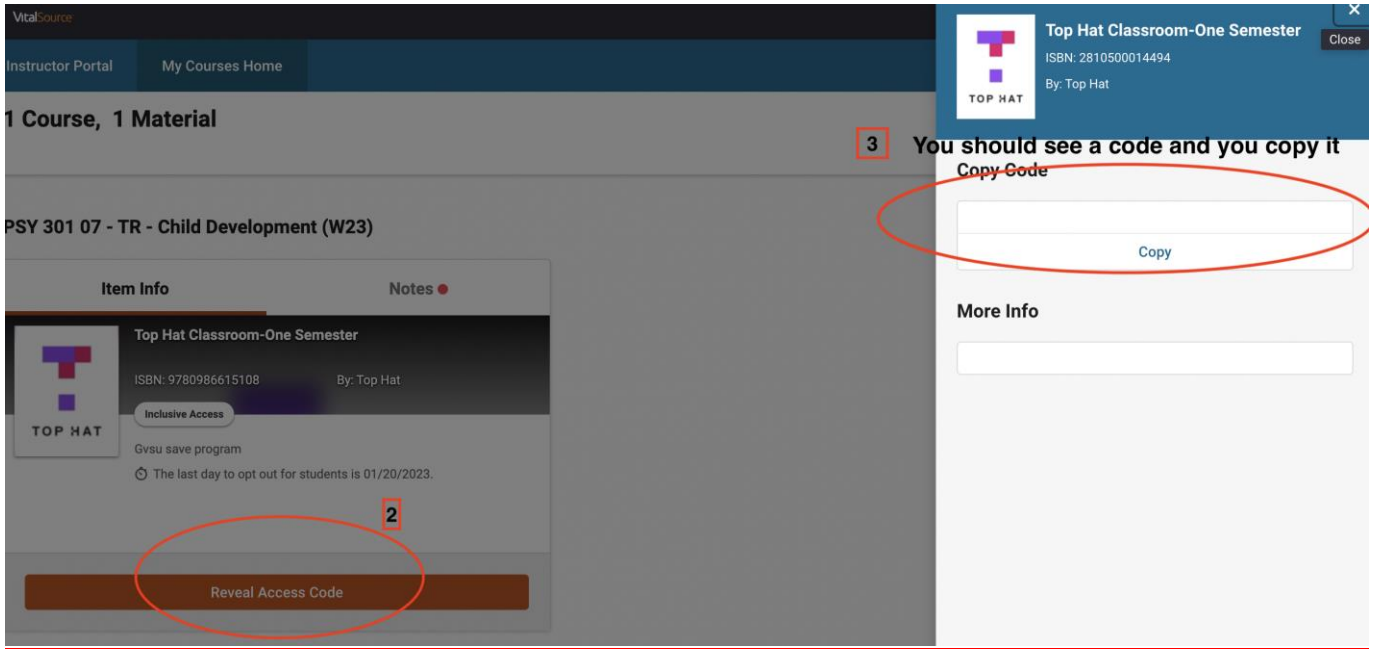 VitalSource
Instructor Portal
My Courses Home
1 Course, 1 Material
PSY 301 07 - TR - Child Development (W23)
Item Info
Notes
TOP HAT
Top Hat Classroom-One Semester
ISBN: 9780986615108
By: Top Hat
Inclusive Access
Gvsu save program
The last day to opt out for students is 01/20/2023.
2
Reveal Access Code
TOP HAT
Top Hat Classroom-One Semester
ISBN: 2810500014494
By: Top Hat
×
Close
3 You should see a code and you copy it
Copy Code
Copy
More Info